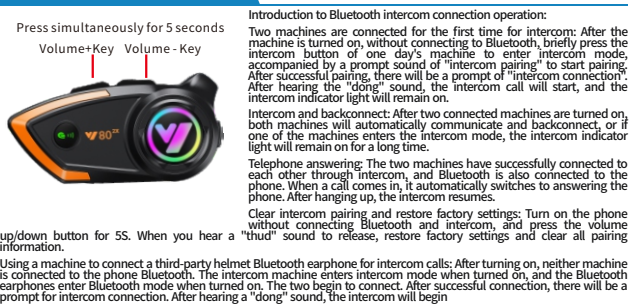 Press simultaneously for 5 seconds
Volume+Key Volume - Key
V 80
Introduction to Bluetooth intercom connection operation:
Two machines are connected for the first time for intercom: After the
machine is turned on, without connecting to Bluetooth, briefly press the
intercom button of one day's machine to enter intercom mode,
accompanied by a prompt sound of "intercom pairing" to start pairing.
After successful pairing, there will be a prompt of "intercom connection".
After hearing the "dong" sound, the intercom call will start, and the
intercom indicator light will remain on.
Intercom and backconnect: After two connected machines are turned on,
both machines will automatically communicate and backconnect, or if
one of the machines enters the intercom mode, the intercom indicator
light will remain on for a long time.
Telephone answering: The two machines have successfully connected to
each other through intercom, and Bluetooth is also connected to the
phone. When a call comes in, it automatically switches to answering the
phone. After hanging up, the intercom resumes.
Clear intercom pairing and restore factory settings: Turn on the phone
without connecting Bluetooth and intercom, and press the volume
up/down button for 5S. When you hear a "thud" sound to release, restore factory settings and clear all pairing
information.
Using a machine to connect a third-party helmet Bluetooth earphone for intercom calls: After turning on, neither machine
is connected to the phone Bluetooth. The intercom machine enters intercom mode when turned on, and the Bluetooth
earphones enter Bluetooth mode when turned on. The two begin to connect. After successful connection, there will be a
prompt for intercom connection. After hearing a "dong" sound, the intercom will begin